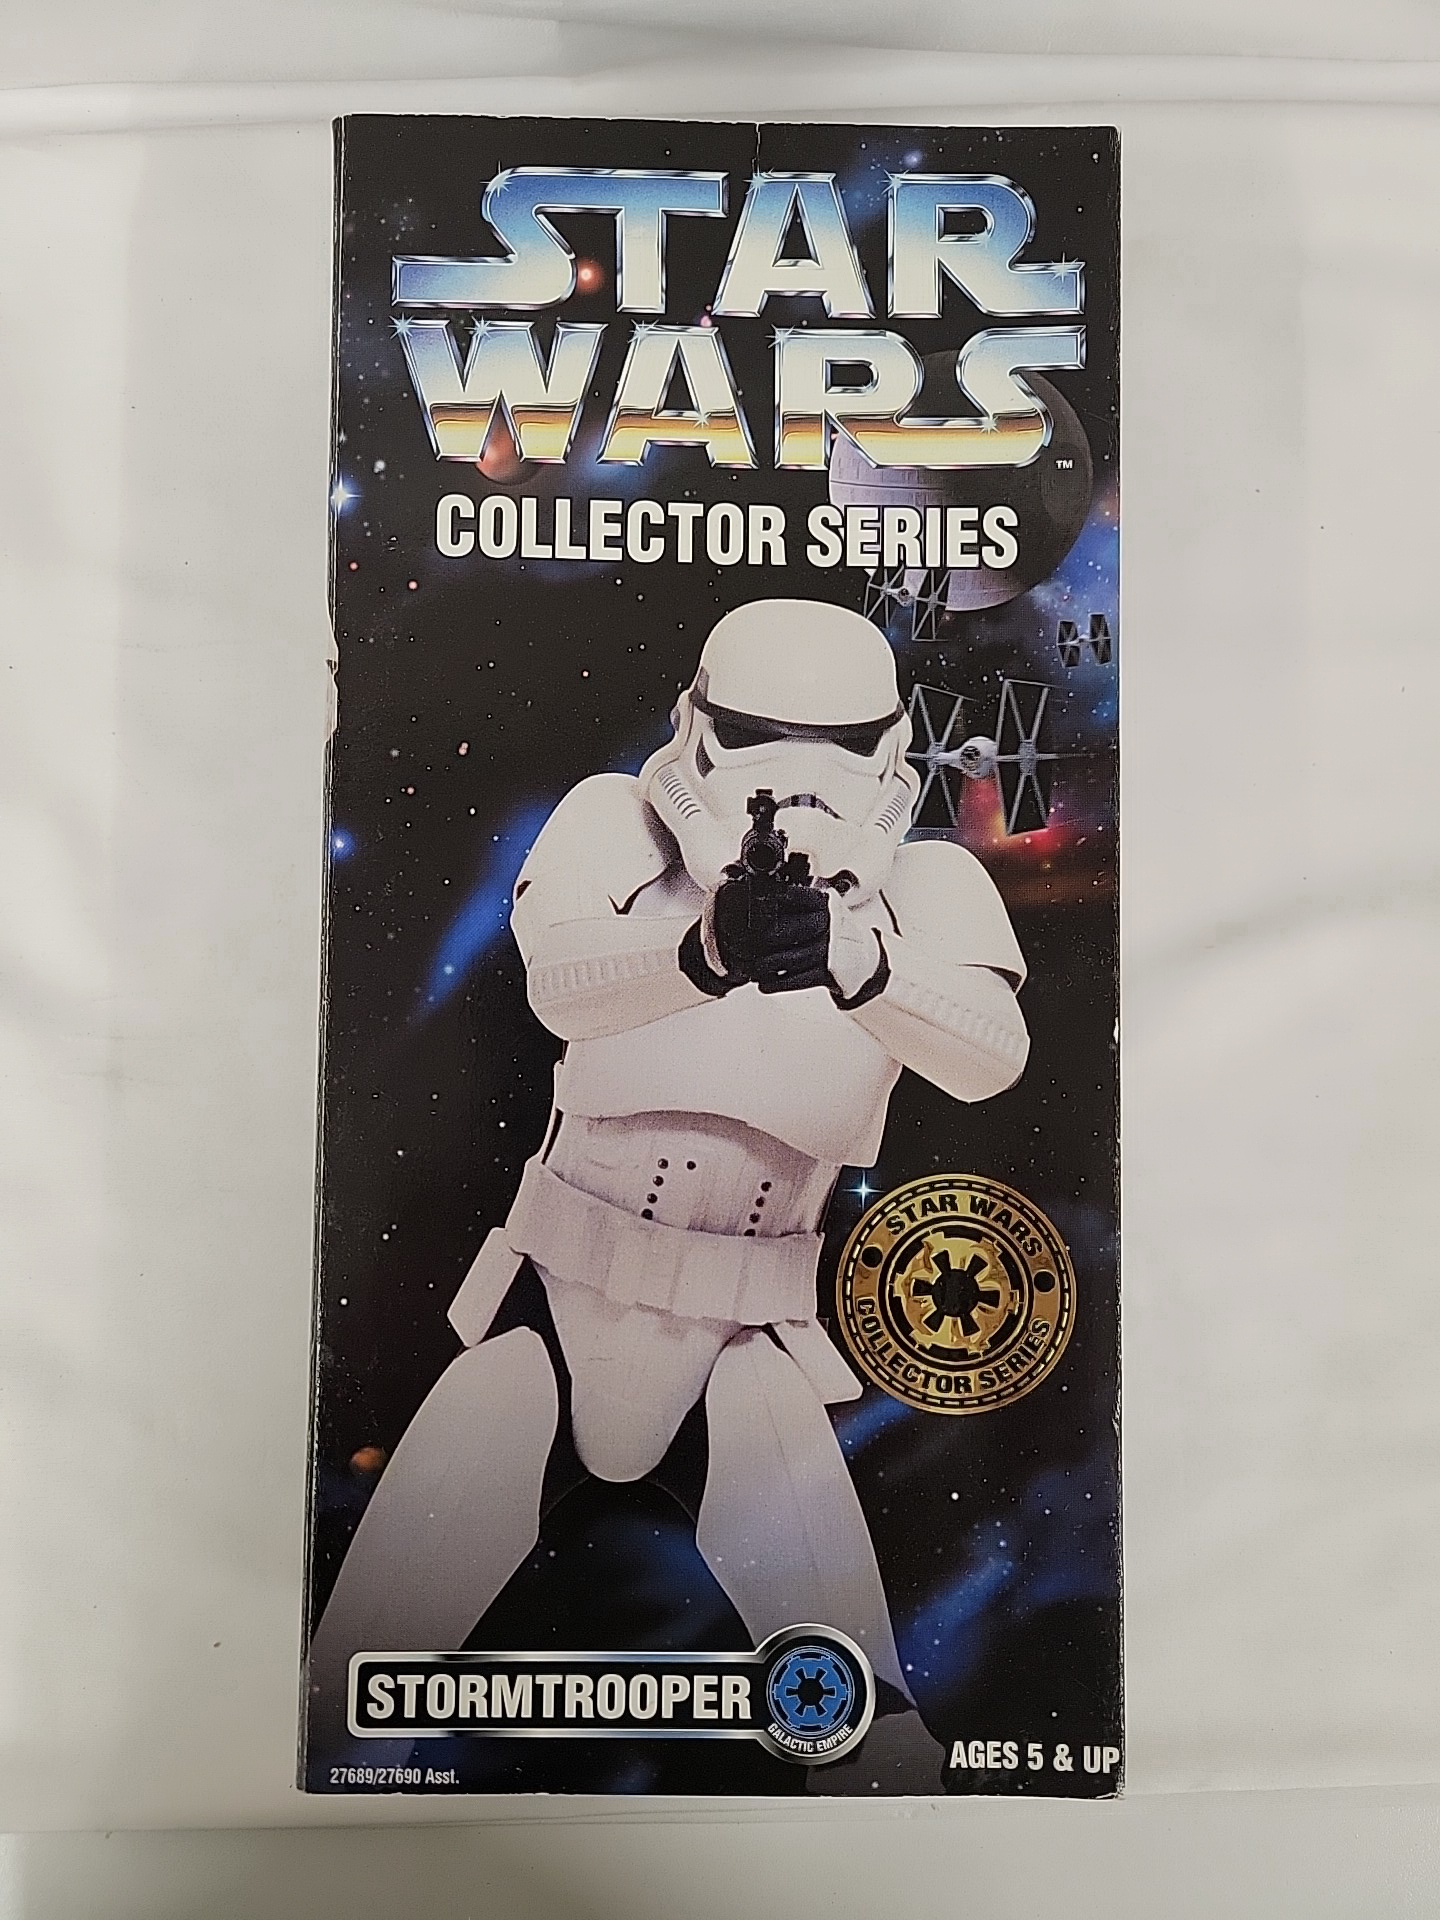 STAR
WARS
TM
COLLECTOR SERIES
STAR WARS
COLLECTOR SERIES
STORMTROOPER
GALACTIC EMPIRE
27689/27690 Asst.
AGES 5 & UP